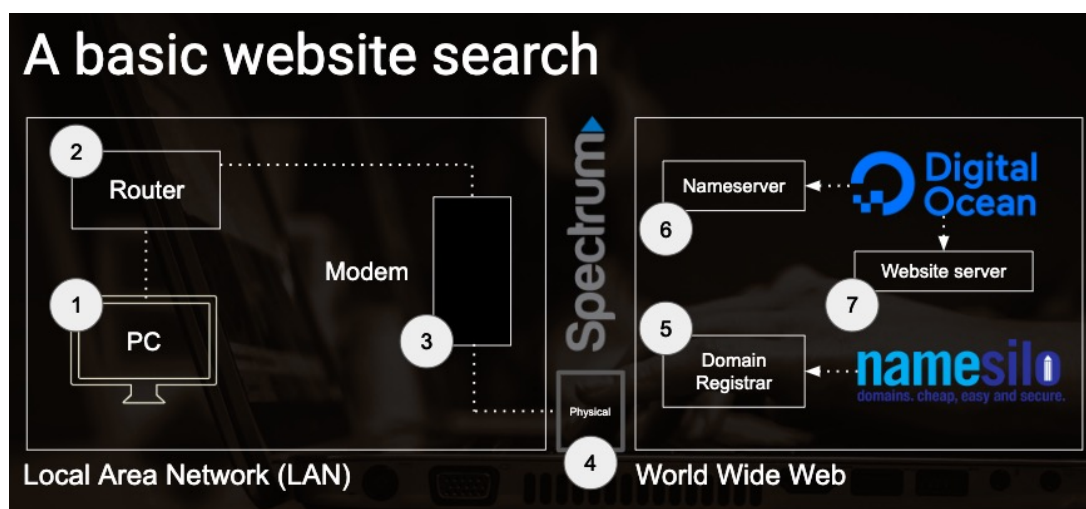 A basic website search
2
Router
1
PC
Modem
3
Local Area Network (LAN)
Spectrum
Physical
4
Nameserver
6
Digital
Ocean
Website server
7
5
Domain
Registrar
namesilo
domains. cheap, easy and secure.
World Wide Web